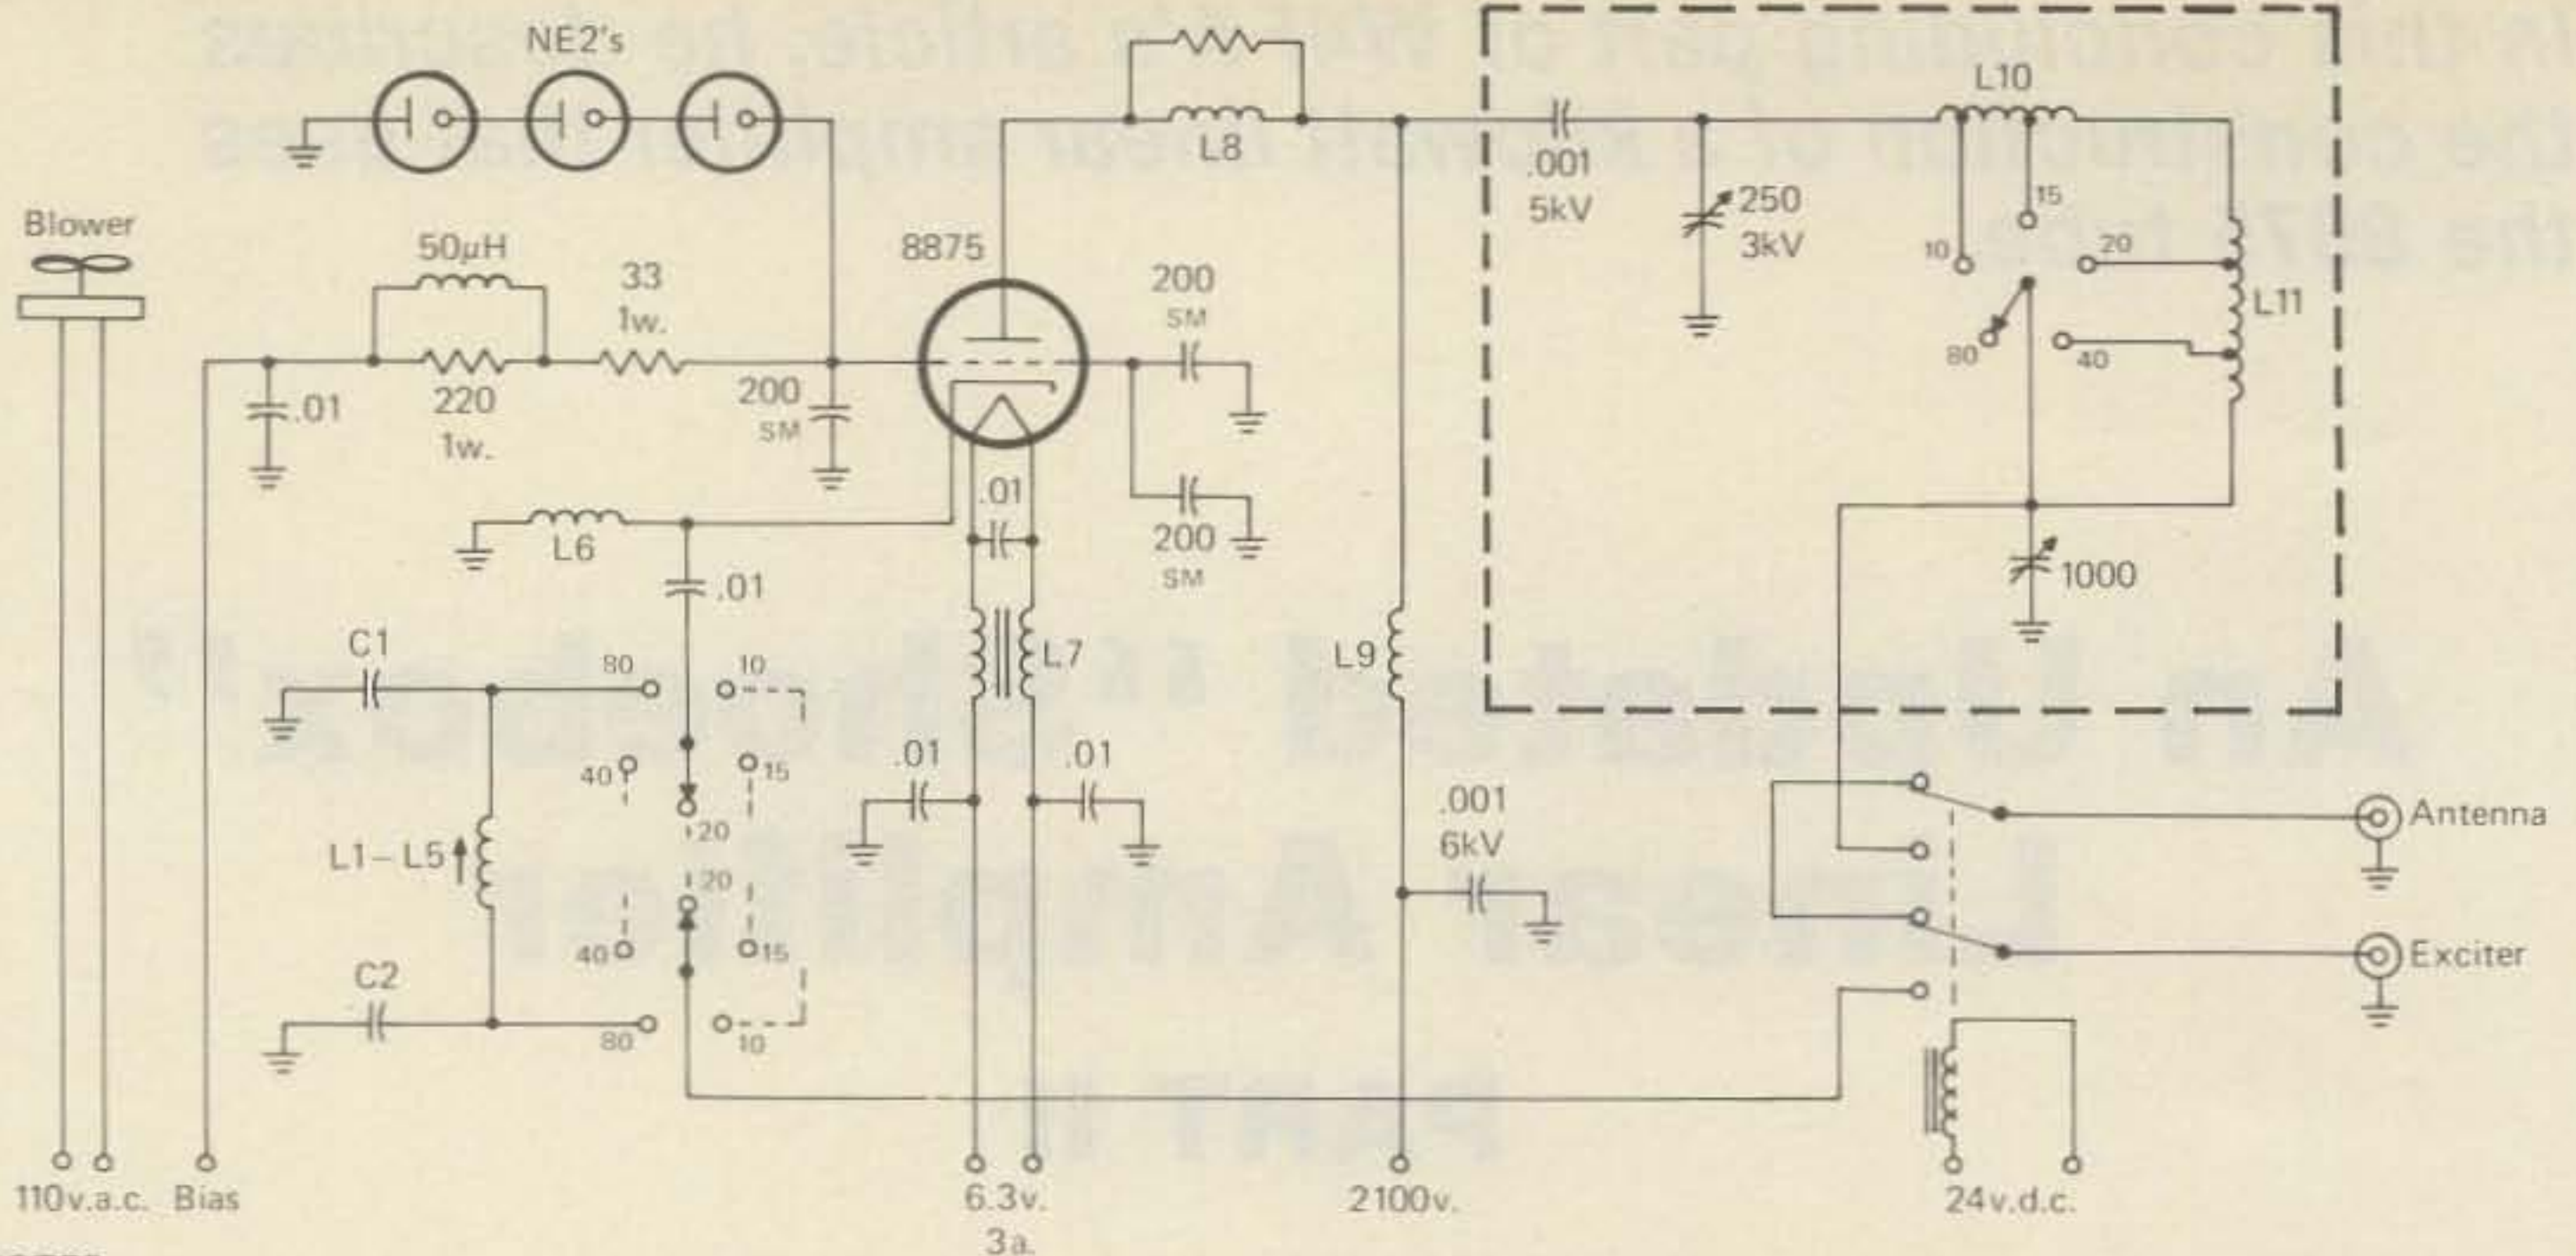 NE2's
L10
Blower
50µH
33
1w.
8875
200
SM
L8
.001
5kV
250
3kV
15
10
20
L11
80
40
.01
220
1w.
200
SM
.01
200
SM
L6
.01
1000
C1
80
10
L7
L9
40
15
20
.01
.01
.001
6kV
Antenna
L1-L5
20
40
15
Exciter
C2
80
10
110v.a.c.
Bias
6.3v.
3a.
2100v.
24v.d.c.